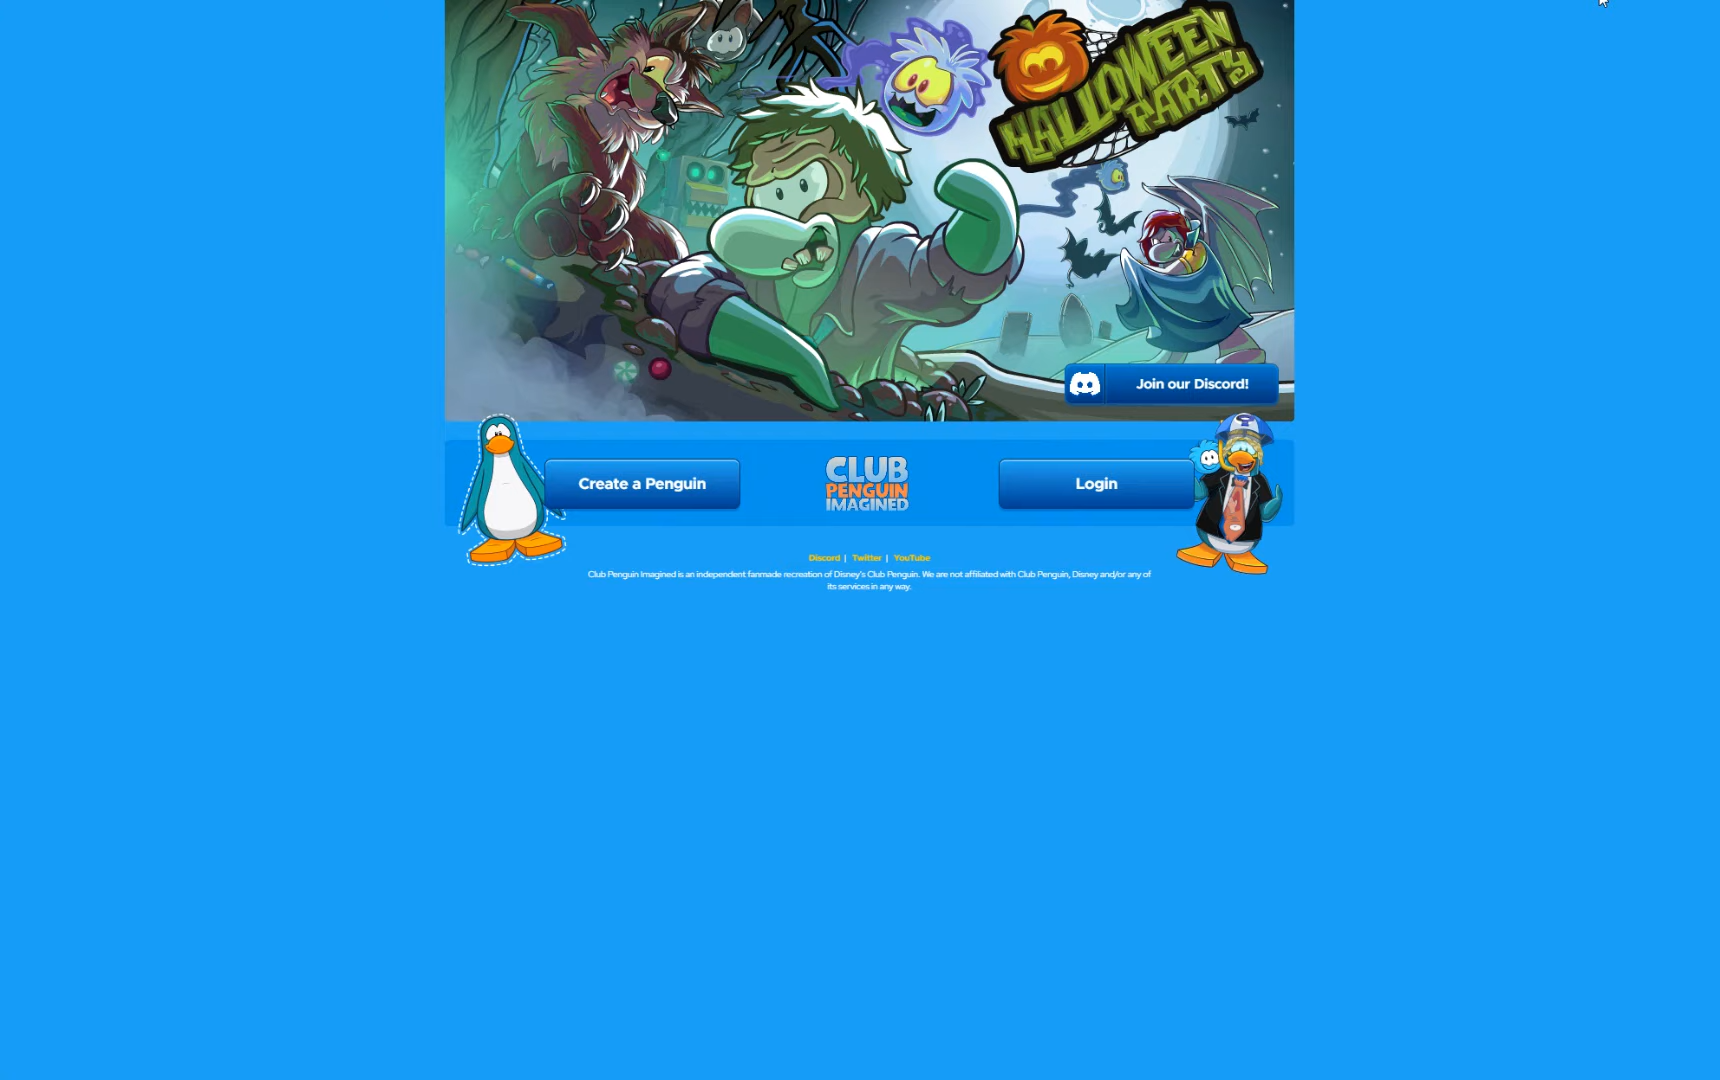 HALLOWEEN
PARTY
Join our Discord!
Create a Penguin
CLUB
PENGUIN
IMAGINED
Login
Discord | Twitter | YouTube
Club Penguin Imagined is an independent fanmade recreation of Disney's Club Penguin. We are not affiliated with Club Penguin, Disney and/or any of
its services in any way.